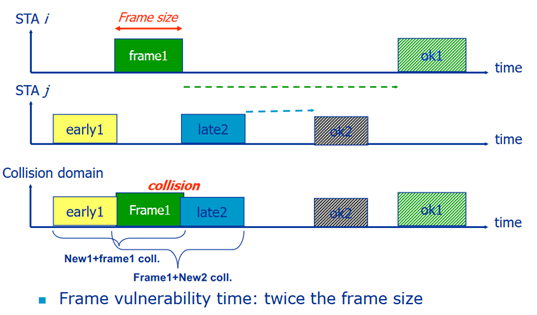 STA i
Frame size
frame1
ok1
time
STA j
early1
late2
ok2
time
Collision domain
collision
early1
Frame1
late2
ok2
ok1
time
New1+frame1 coll.
Frame1+New2 coll.
Frame vulnerability time: twice the frame size